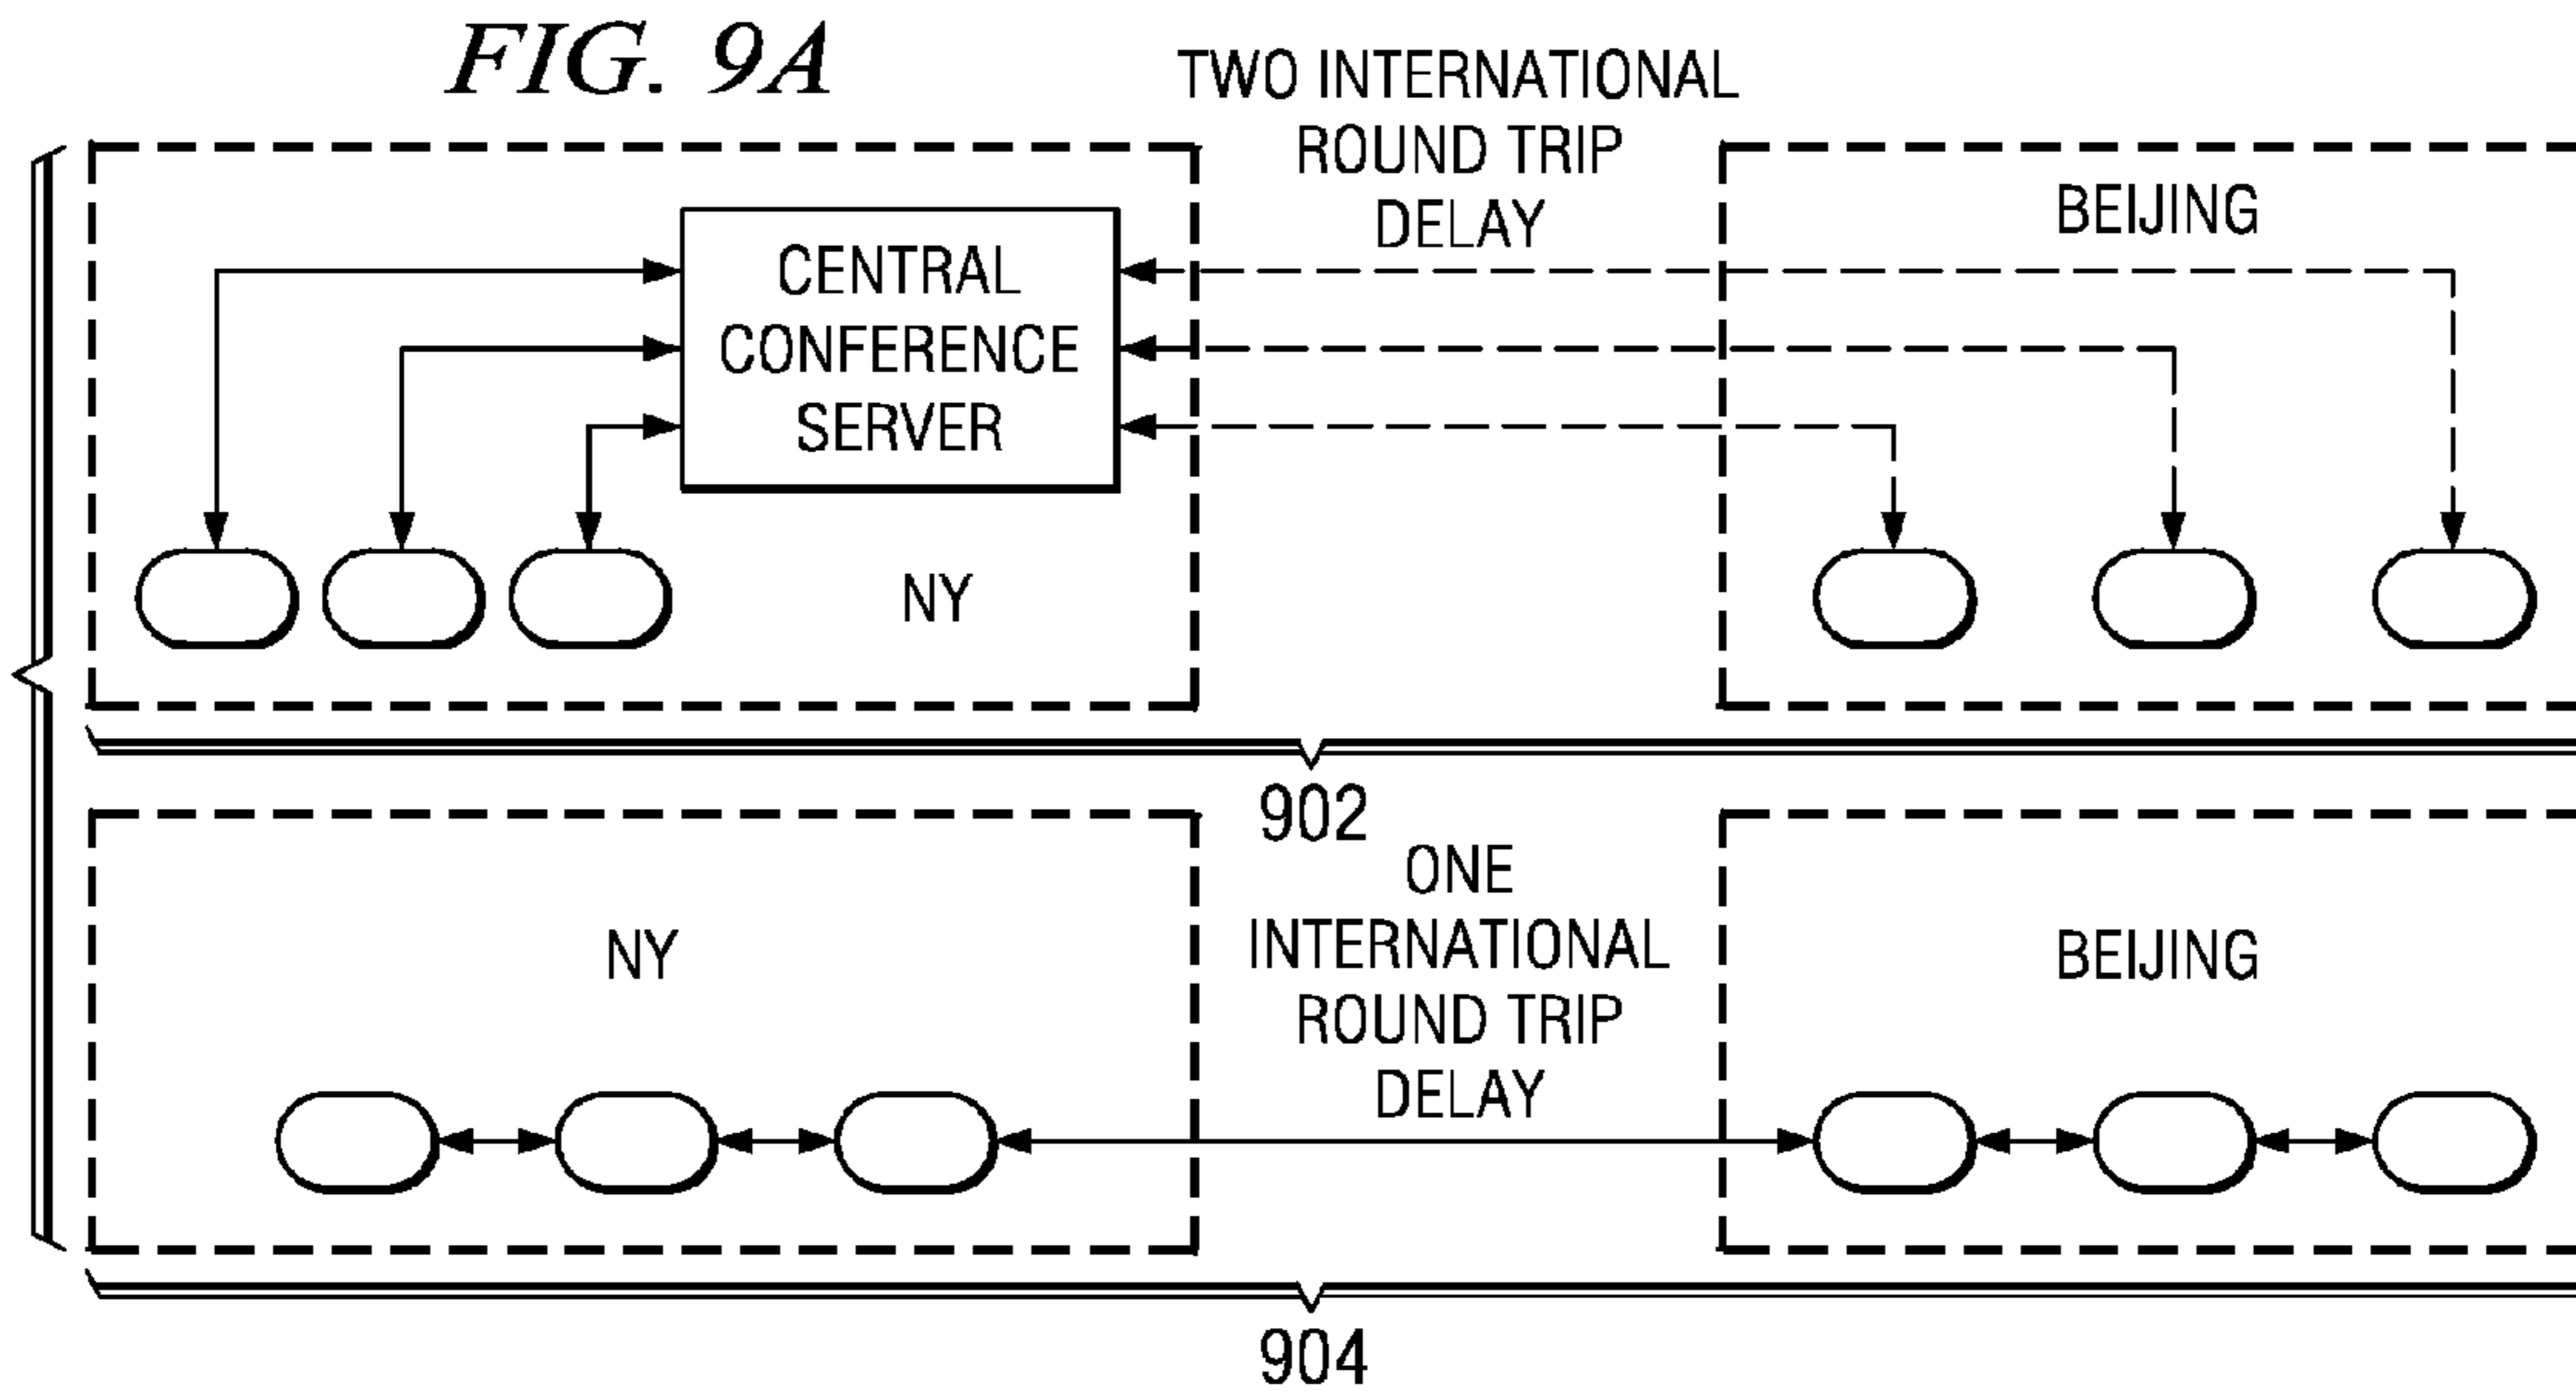 FIG. 9A
TWO INTERNATIONAL
ROUND TRIP
DELAY
BEIJING
CENTRAL
CONFERENCE
SERVER
NY
902
ONE
INTERNATIONAL
ROUND TRIP
DELAY
NY
BEIJING
904